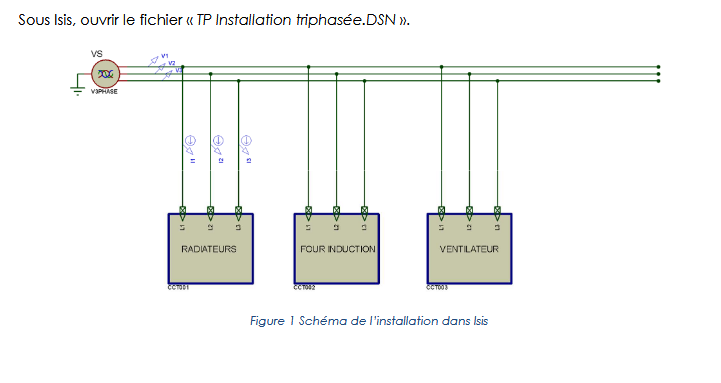 Sous Isis, ouvrir le fichier « TP Installation triphasée.DSN ».
VS
V1
V2
V3
V3PHASE
I1
I2
I3
L1
L2
L3
L1
L2
L3
L1
L2
L3
RADIATEURS
FOUR INDUCTION
VENTILATEUR
CCT001
CCT002
CCT003
Figure 1 Schéma de l'installation dans Isis